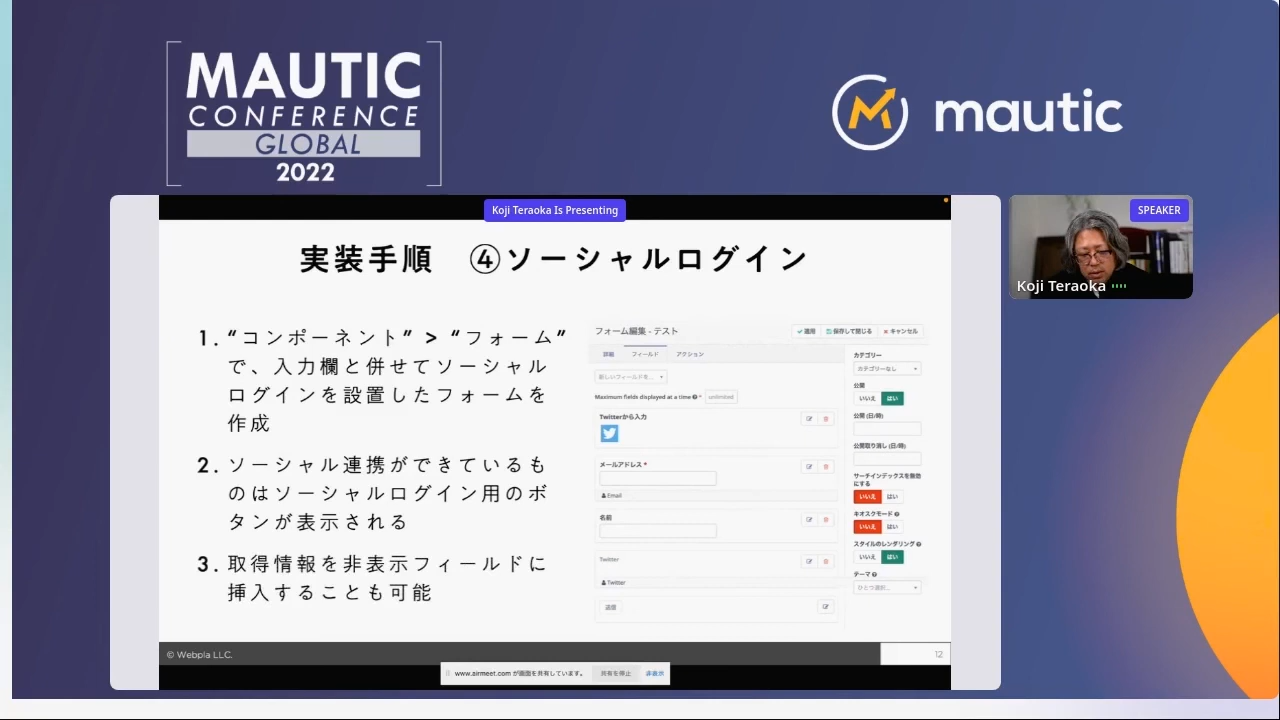 MAUTIC
CONFERENCE
GLOBAL
2022
mautic
Koji Teraoka Is Presenting
SPEAKER
Koji Teraoka
実装手順 ④ソーシャルログイン
1. “コンポーネント” > “フォーム”
で、入力欄と併せてソーシャル
ログインを設置したフォームを
作成
2. ソーシャル連携ができているも
のはソーシャルログイン用のボ
タンが表示される
3. 取得情報を非表示フィールドに
挿入することも可能
フォーム編集 - テスト
適用 保存して閉じる キャンセル
詳細 フィールド アクション
新しいフィールドを...
Maximum fields displayed at a time * unlimited
Twitterから入力
メールアドレス *
Email
名前
Twitter
Twitter
送信
カテゴリー
カテゴリーなし
公開
いいえ はい
公開 (日/時)
公開取り消し (日/時)
サーチインデックスを無効
にする
いいえ はい
キオスクモード
いいえ はい
スタイルのレンダリング
いいえ はい
テーマ
ひとつ選択...
© Webpla LLC.
12
www.airmeet.com が画面を共有しています。 共有を停止 非表示